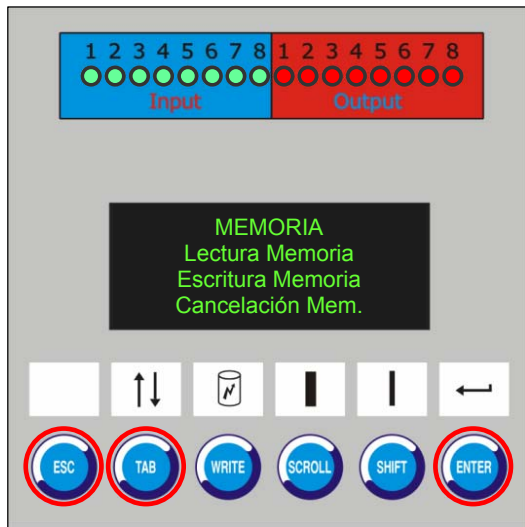 1 2 3 4 5 6 7 8 1 2 3 4 5 6 7 8
Input Output
MEMORIA
Lectura Memoria
Escritura Memoria
Cancelación Mem.
ESC TAB WRITE SCROLL SHIFT ENTER